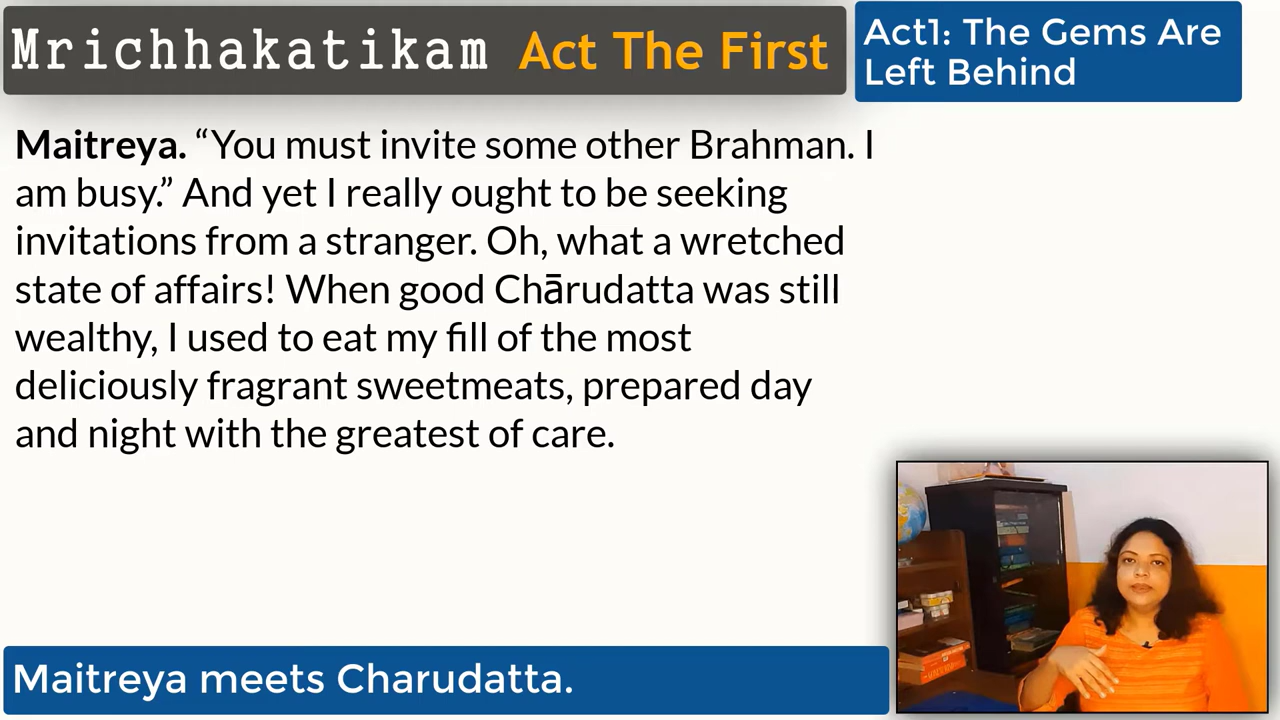 Mrichhakatikam Act The First
Act1: The Gems Are
Left Behind
Maitreya. “You must invite some other Brahman. I
am busy.” And yet I really ought to be seeking
invitations from a stranger. Oh, what a wretched
state of affairs! When good Chārudatta was still
wealthy, I used to eat my fill of the most
deliciously fragrant sweetmeats, prepared day
and night with the greatest of care.
Maitreya meets Charudatta.